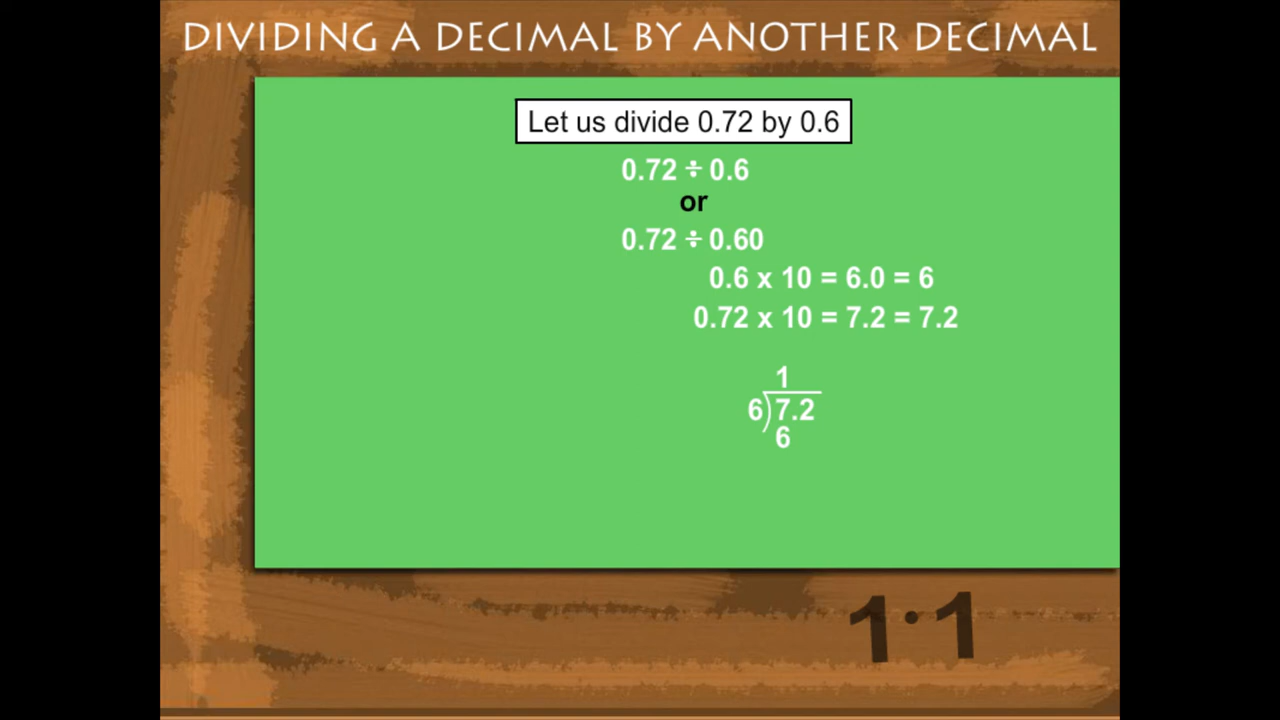 DIVIDING A DECIMAL BY ANOTHER DECIMAL
Let us divide 0.72 by 0.6
0.72 ÷ 0.6
or
0.72 ÷ 0.60
0.6 x 10 = 6.0 = 6
0.72 x 10 = 7.2 = 7.2
1
6)7.2
6
1·1